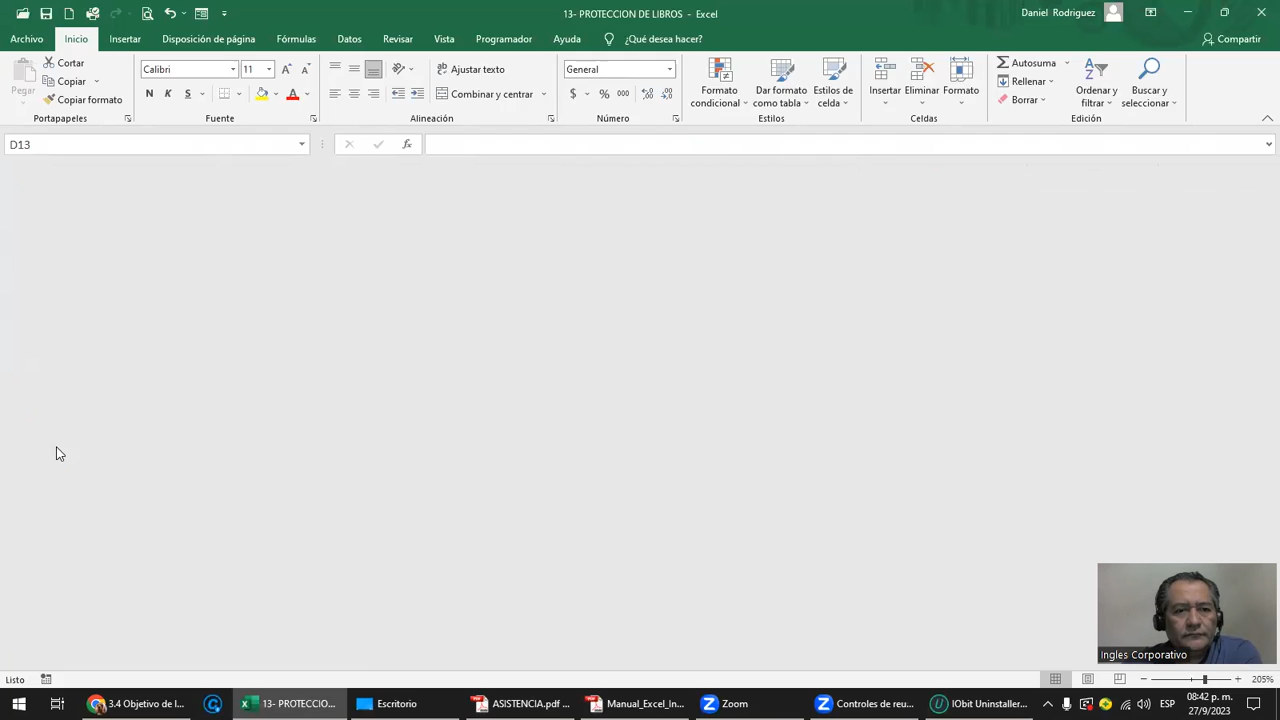 13- PROTECCION DE LIBROS - Excel
Daniel Rodriguez
Archivo Inicio Insertar Disposición de página Fórmulas Datos Revisar Vista Programador Ayuda ¿Qué desea hacer? Compartir
Pegar
Cortar
Copiar
Copiar formato
Portapapeles
Calibri 11
N K S
Fuente
Ajustar texto
Combinar y centrar
Alineación
General
$ % 000
Número
Formato condicional
Dar formato como tabla
Estilos de celda
Estilos
Insertar Eliminar Formato
Celdas
Autosuma
Rellenar
Borrar
Ordenar y filtrar
Buscar y seleccionar
Edición
D13
fx
Ingles Corporativo
Listo
205%
3.4 Objetivo de l...
13- PROTECCIO...
Escritorio
ASISTENCIA.pdf ...
Manual_Excel_In...
Zoom
Controles de reu...
IObit Uninstaller...
ESP
08:42 p. m.
27/9/2023